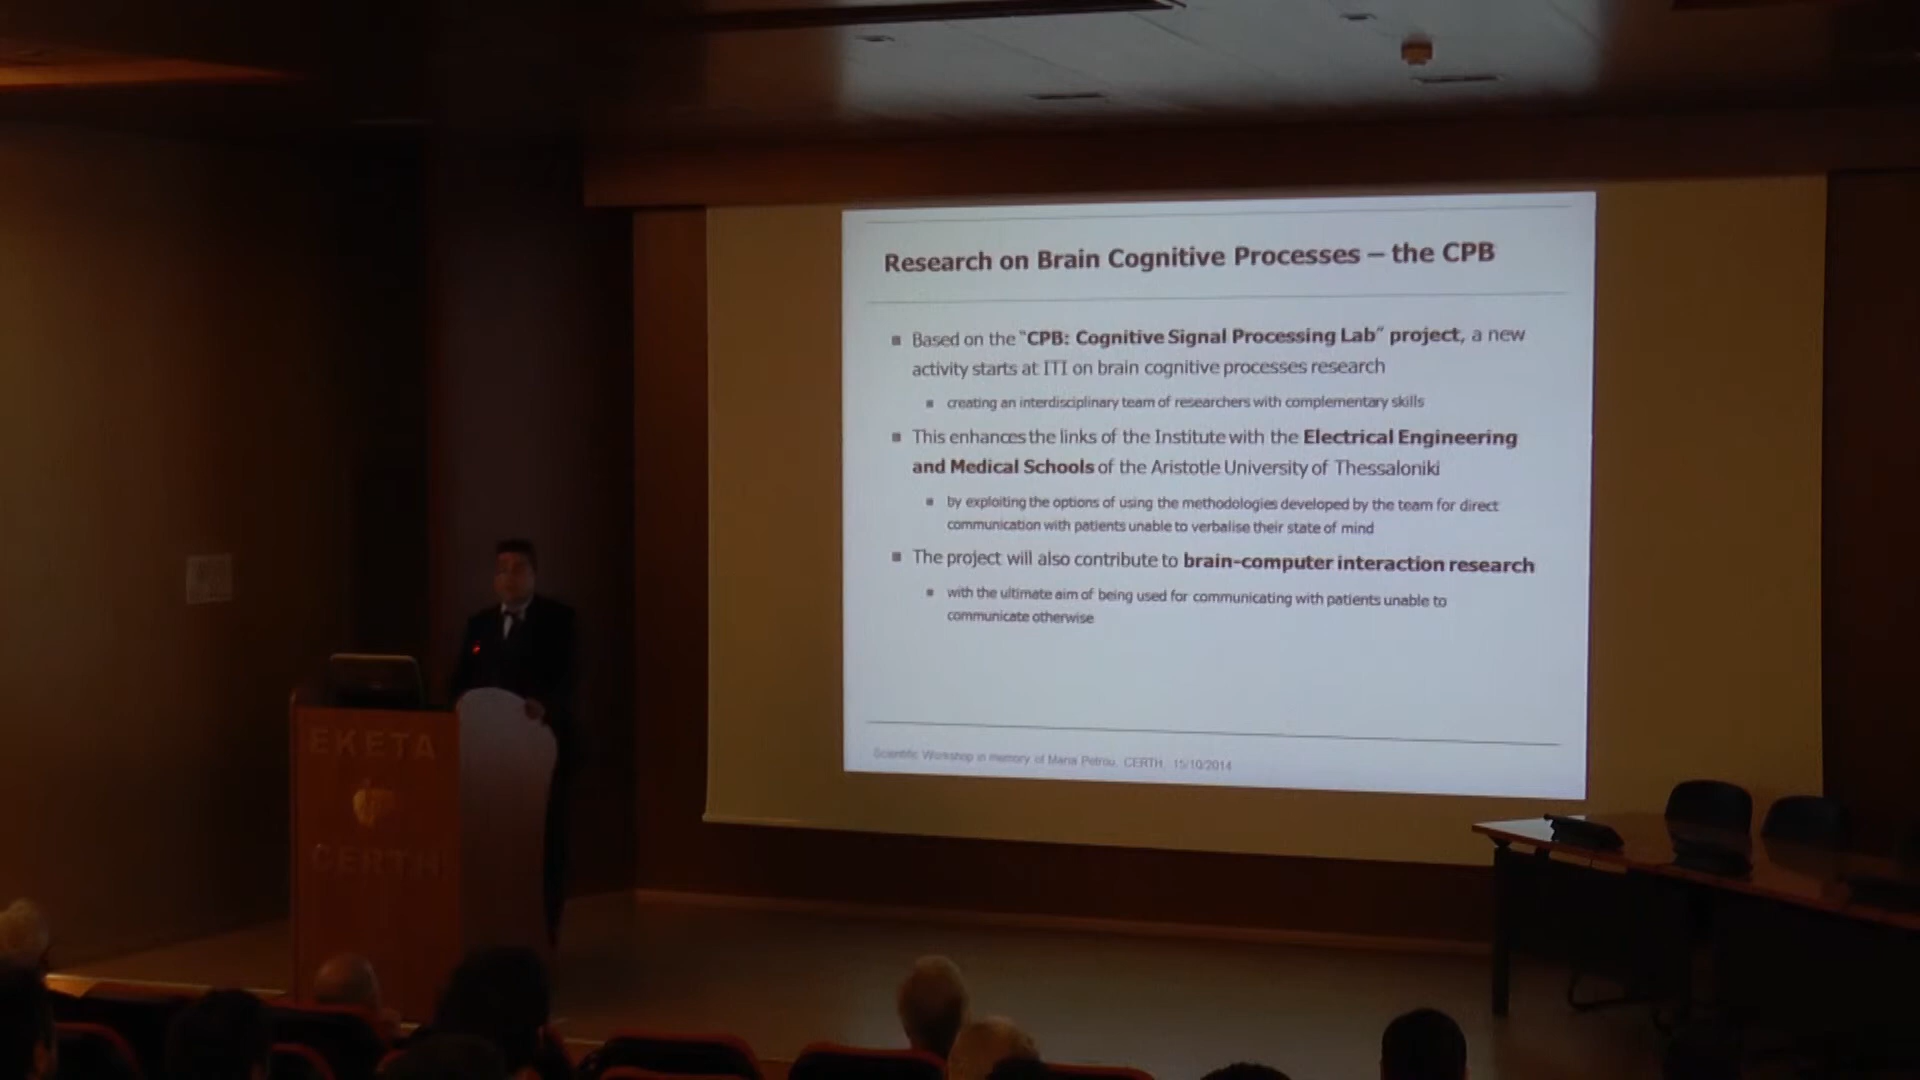 Research on Brain Cognitive Processes – the CPB
▪ Based on the "CPB: Cognitive Signal Processing Lab" project, a new
activity starts at ITI on brain cognitive processes research
▪ creating an interdisciplinary team of researchers with complementary skills
▪ This enhances the links of the Institute with the Electrical Engineering
and Medical Schools of the Aristotle University of Thessaloniki
▪ by exploiting the options of using the methodologies developed by the team for direct
communication with patients unable to verbalise their state of mind
▪ The project will also contribute to brain-computer interaction research
▪ with the ultimate aim of being used for communicating with patients unable to
communicate otherwise
Scientific Workshop in memory of Maria Petrou, CERTH, 15/10/2014
EKETA
CERTH